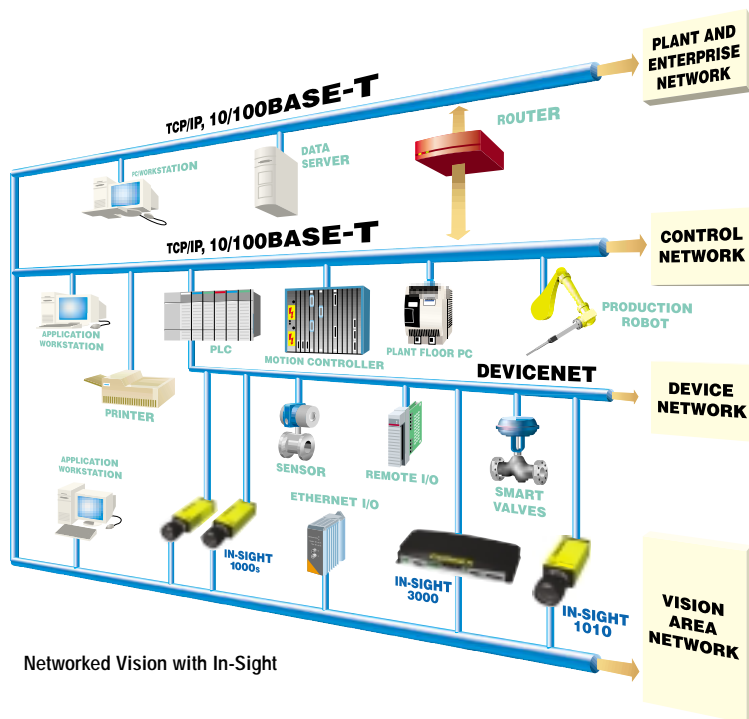 PLANT AND
ENTERPRISE
NETWORK
TCP/IP, 10/100BASE-T
PC/WORKSTATION
DATA
SERVER
ROUTER
TCP/IP, 10/100BASE-T
CONTROL
NETWORK
APPLICATION
WORKSTATION
PLC
MOTION CONTROLLER
PLANT FLOOR PC
PRODUCTION
ROBOT
DEVICENET
DEVICE
NETWORK
PRINTER
SENSOR
REMOTE I/O
SMART
VALVES
APPLICATION
WORKSTATION
ETHERNET I/O
IN-SIGHT
1000s
IN-SIGHT
3000
IN-SIGHT
1010
VISION
AREA
NETWORK
Networked Vision with In-Sight